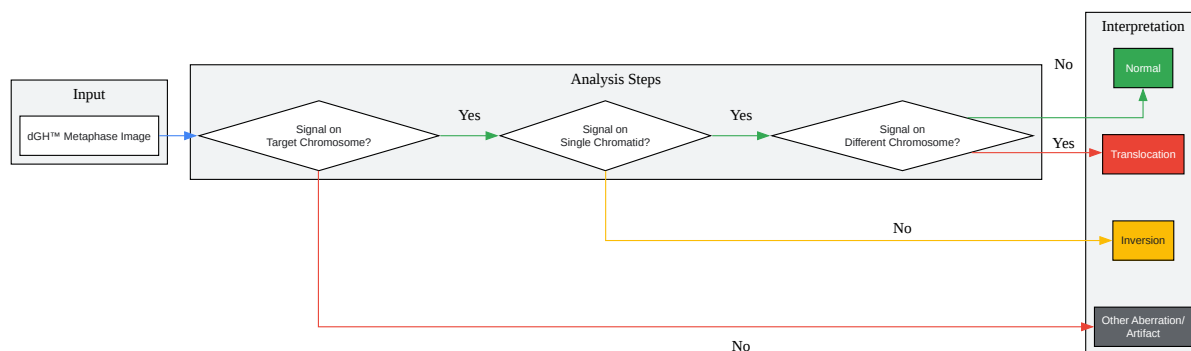 Interpretation
No
Normal
Analysis Steps
Input
Yes
Yes
dGH™ Metaphase Image
Signal on
Target Chromosome?
Signal on
Single Chromatid?
Signal on
Different Chromosome?
Yes
Translocation
No
Inversion
Other Aberration/
Artifact
No